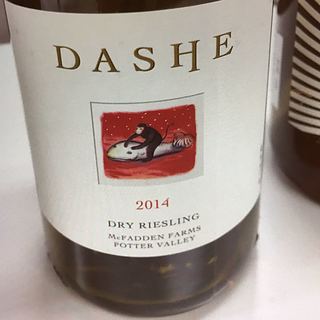 DASHE
2014
DRY RIESLING
McFADDEN FARMS
POTTER VALLEY